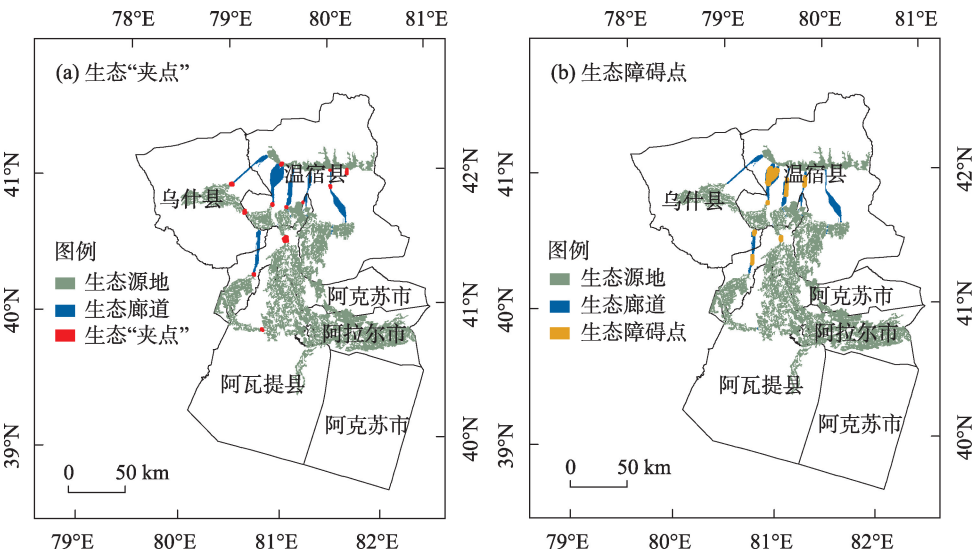 78°E 79°E 80°E 81°E
(a) 生态“夹点”
41°N
40°N
39°N
42°N
41°N
40°N
温宿县
乌什县
图例
生态源地
生态廊道
生态“夹点”
阿克苏市
阿拉尔市
阿瓦提县
阿克苏市
0 50 km
79°E 80°E 81°E 82°E
78°E 79°E 80°E 81°E
(b) 生态障碍点
41°N
40°N
39°N
42°N
41°N
40°N
温宿县
乌什县
图例
生态源地
生态廊道
生态障碍点
阿克苏市
阿拉尔市
阿瓦提县
阿克苏市
0 50 km
79°E 80°E 81°E 82°E